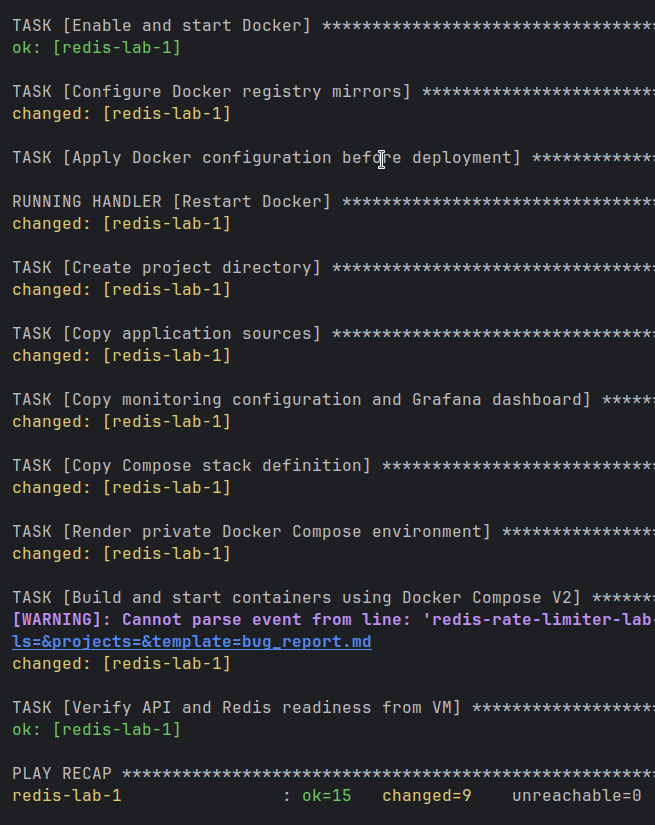 TASK [Enable and start Docker] *********************************
ok: [redis-lab-1]
TASK [Configure Docker registry mirrors] ***********************
changed: [redis-lab-1]
TASK [Apply Docker configuration before deployment] ************
RUNNING HANDLER [Restart Docker] *******************************
changed: [redis-lab-1]
TASK [Create project directory] ********************************
changed: [redis-lab-1]
TASK [Copy application sources] ********************************
changed: [redis-lab-1]
TASK [Copy monitoring configuration and Grafana dashboard] *****
changed: [redis-lab-1]
TASK [Copy Compose stack definition] ***************************
changed: [redis-lab-1]
TASK [Render private Docker Compose environment] ***************
changed: [redis-lab-1]
TASK [Build and start containers using Docker Compose V2] ******
[WARNING]: Cannot parse event from line: 'redis-rate-limiter-lab-
ls=&projects=&template=bug_report.md
changed: [redis-lab-1]
TASK [Verify API and Redis readiness from VM] ******************
ok: [redis-lab-1]
PLAY RECAP *****************************************************
redis-lab-1 : ok=15 changed=9 unreachable=0